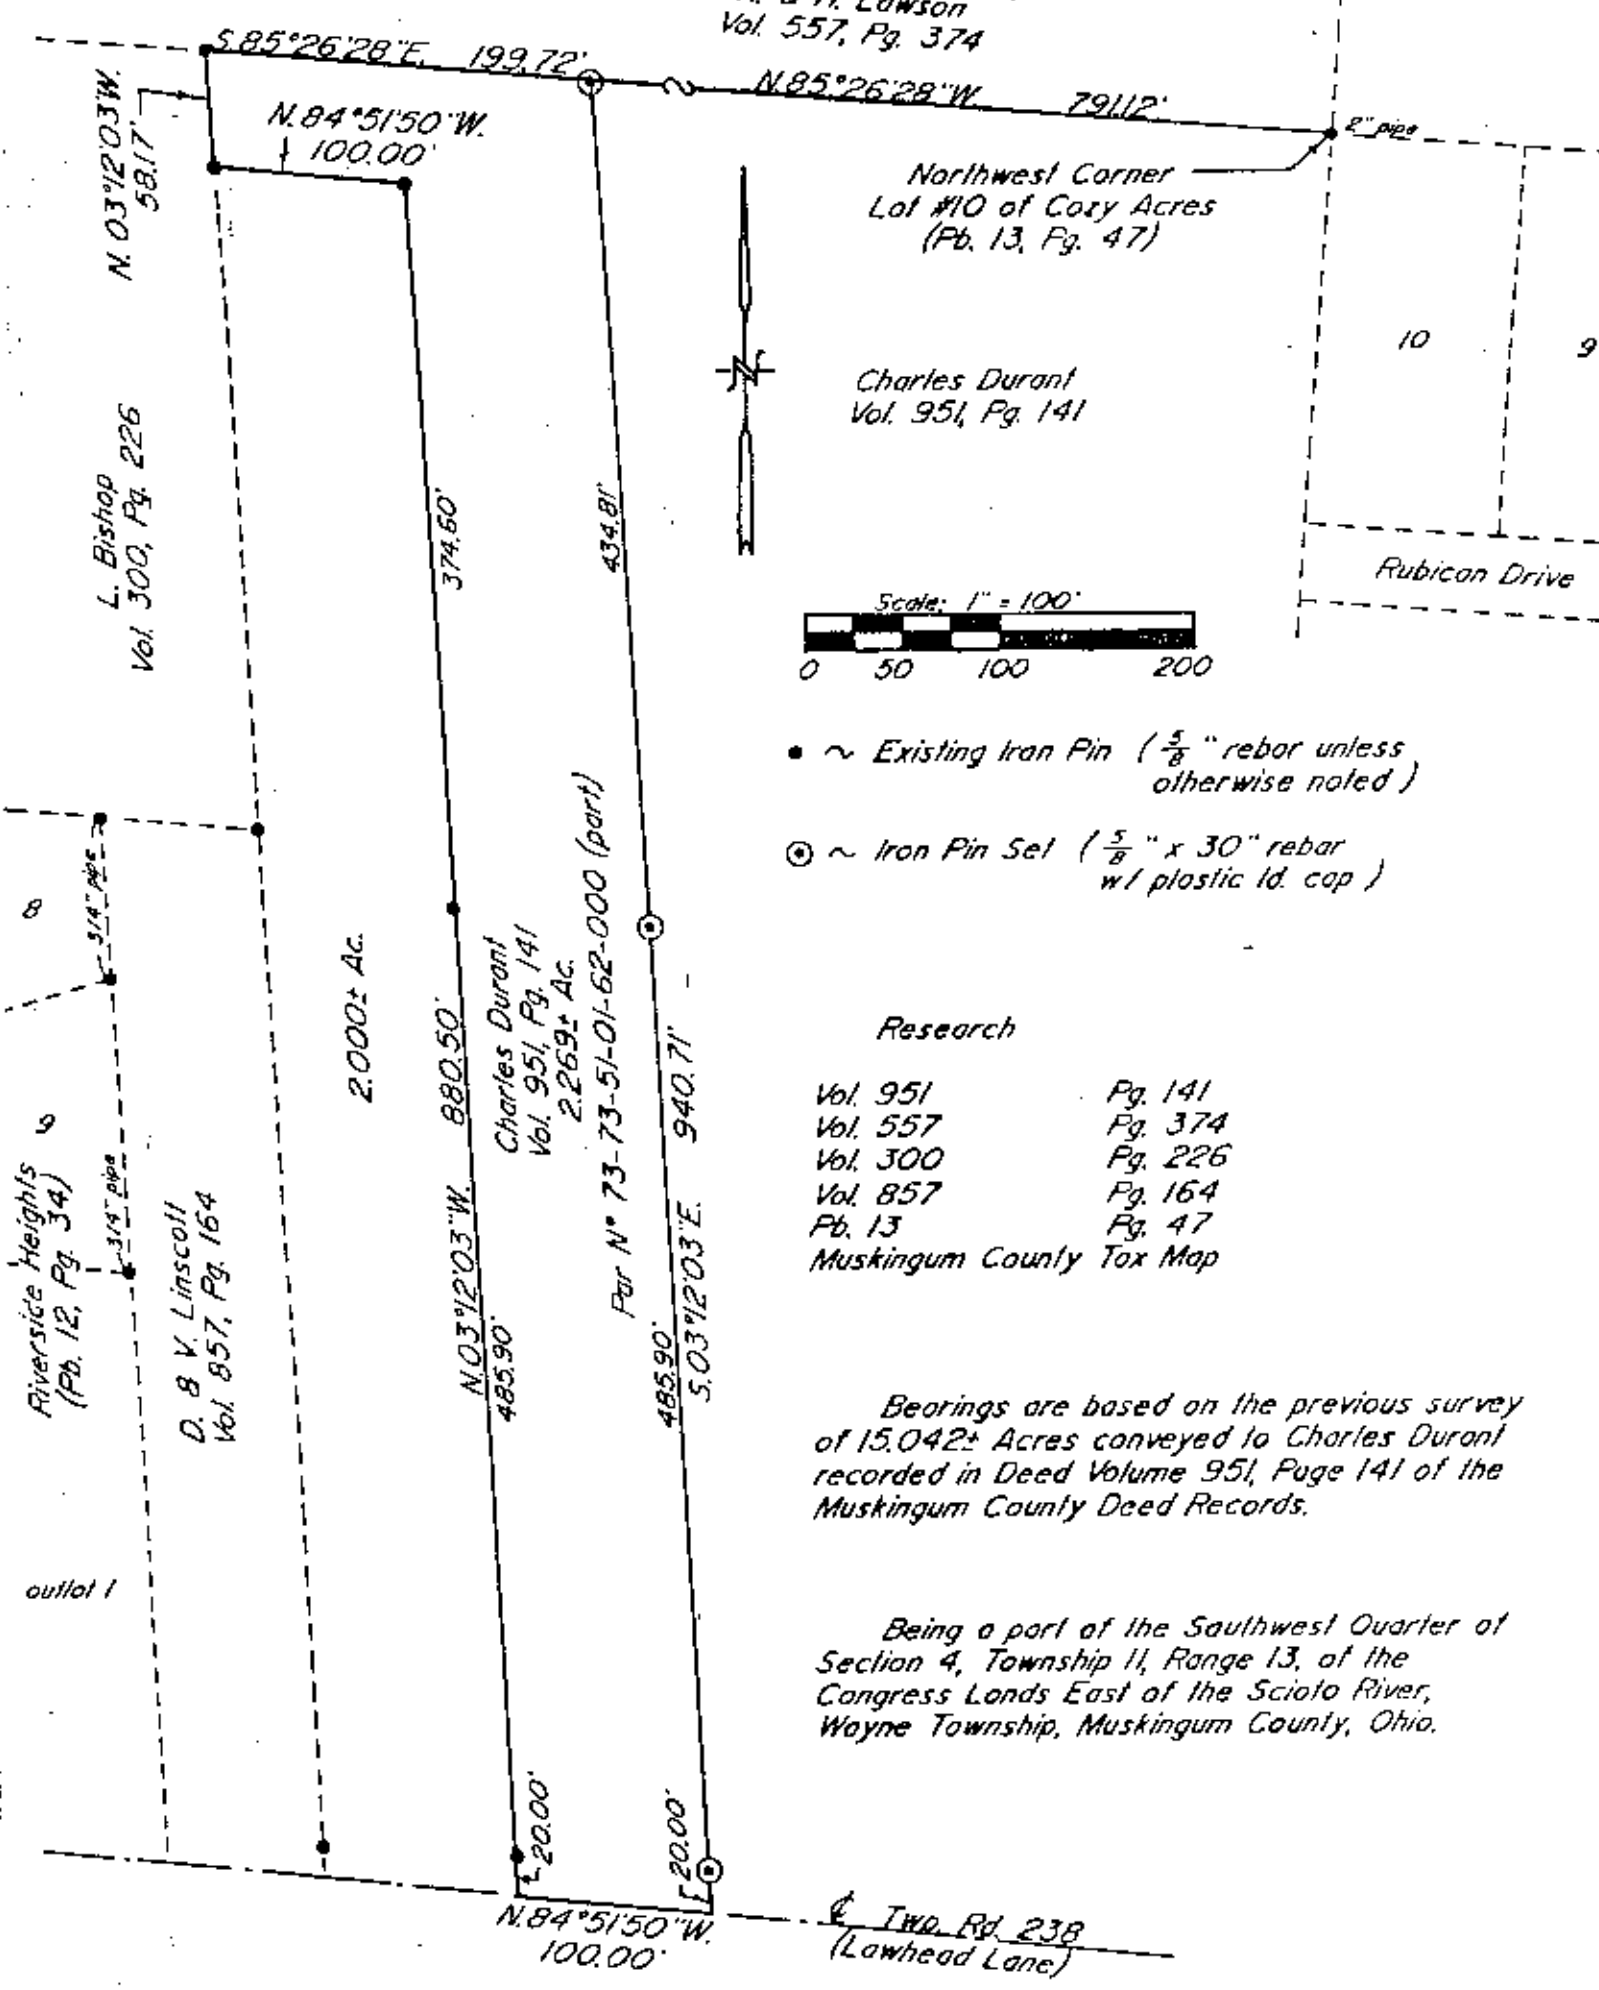 Lawson
Vol. 557, Pg. 374
S.85°26'28"E. 199.72'
N.85°26'28"W. 791.12'
2" pipe
N.03°12'03"W.
58.17'
N.84°51'50"W.
100.00'
Northwest Corner
Lot #10 of Cozy Acres
(Pb. 13, Pg. 47)
N
10
9
Charles Durant
Vol. 951, Pg. 141
L. Bishop
Vol. 300, Pg. 226
374.60'
434.81'
Rubican Drive
Scale: 1" = 100'
0 50 100 200
• ~ Existing Iron Pin ( 5/8 " rebar unless
otherwise noted )
⊙ ~ Iron Pin Set ( 5/8 " x 30" rebar
w/ plastic Id. cap )
8
3/4" pipe
9
3/4" pipe
Riverside Heights
(Pb. 12, Pg. 34)
D. & V. Linscott
Vol. 857, Pg. 164
2.000± Ac.
880.50'
N.03°12'03"W.
485.90'
Charles Durant
Vol. 951, Pg. 141
2.269± Ac.
Par N° 73-73-51-01-62-000 (part)
940.71'
S.03°12'03"E.
485.90'
Research
Vol. 951 Pg. 141
Vol. 557 Pg. 374
Vol. 300 Pg. 226
Vol. 857 Pg. 164
Pb. 13 Pg. 47
Muskingum County Tax Map
Bearings are based on the previous survey
of 15.042± Acres conveyed to Charles Durant
recorded in Deed Volume 951, Page 141 of the
Muskingum County Deed Records.
outlot 1
Being a part of the Southwest Quarter of
Section 4, Township 11, Range 13, of the
Congress Lands East of the Scioto River,
Wayne Township, Muskingum County, Ohio.
20.00'
20.00'
N.84°51'50"W.
100.00'
℄ Twp. Rd. 238
(Lawhead Lane)